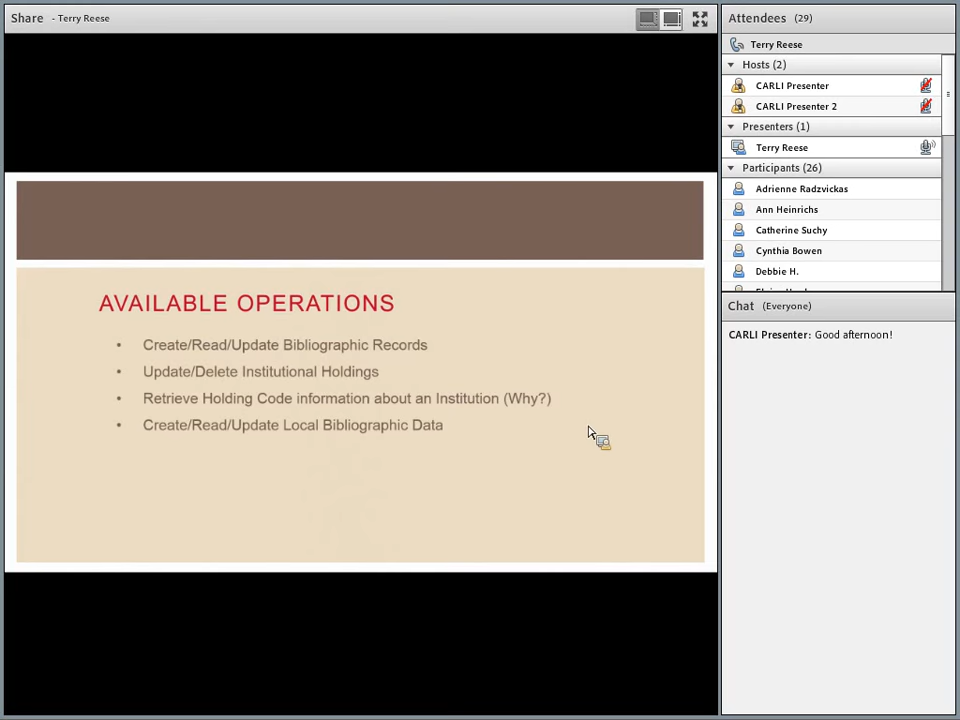 Share - Terry Reese
AVAILABLE OPERATIONS
• Create/Read/Update Bibliographic Records
• Update/Delete Institutional Holdings
• Retrieve Holding Code information about an Institution (Why?)
• Create/Read/Update Local Bibliographic Data
Attendees (29)
Terry Reese
Hosts (2)
CARLI Presenter
CARLI Presenter 2
Presenters (1)
Terry Reese
Participants (26)
Adrienne Radzvickas
Ann Heinrichs
Catherine Suchy
Cynthia Bowen
Debbie H.
Chat (Everyone)
CARLI Presenter: Good afternoon!